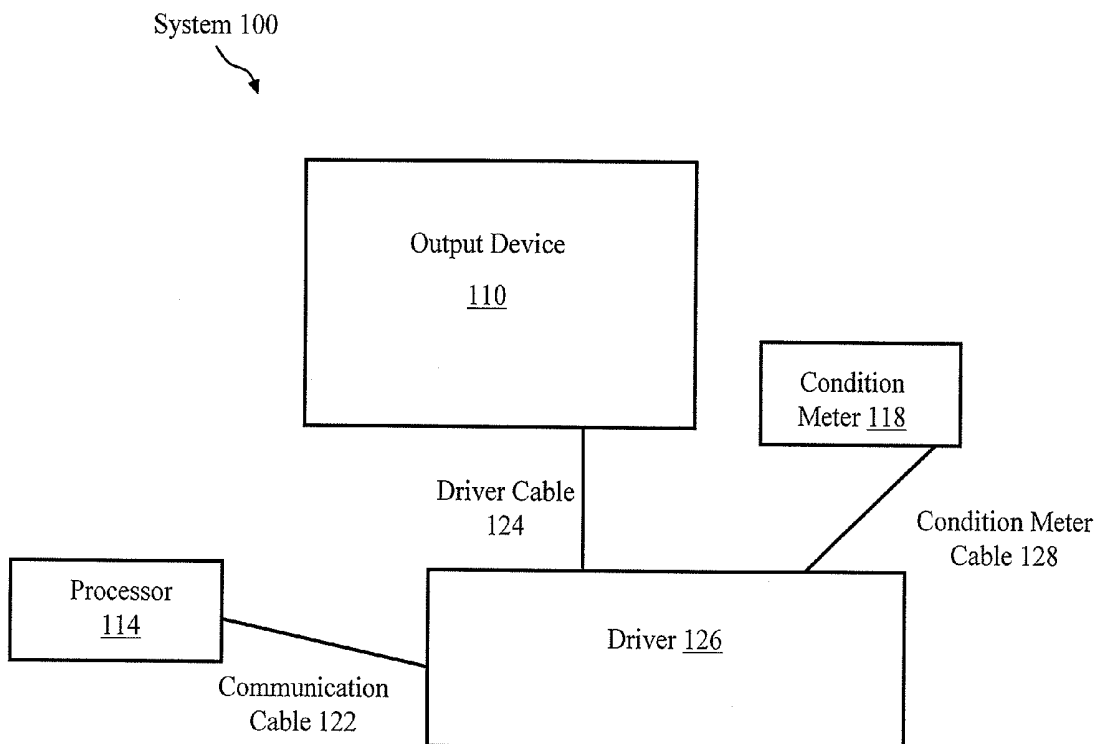 System 100
Output Device
110
Condition
Meter 118
Driver Cable
124
Condition Meter
Cable 128
Processor
114
Driver 126
Communication
Cable 122